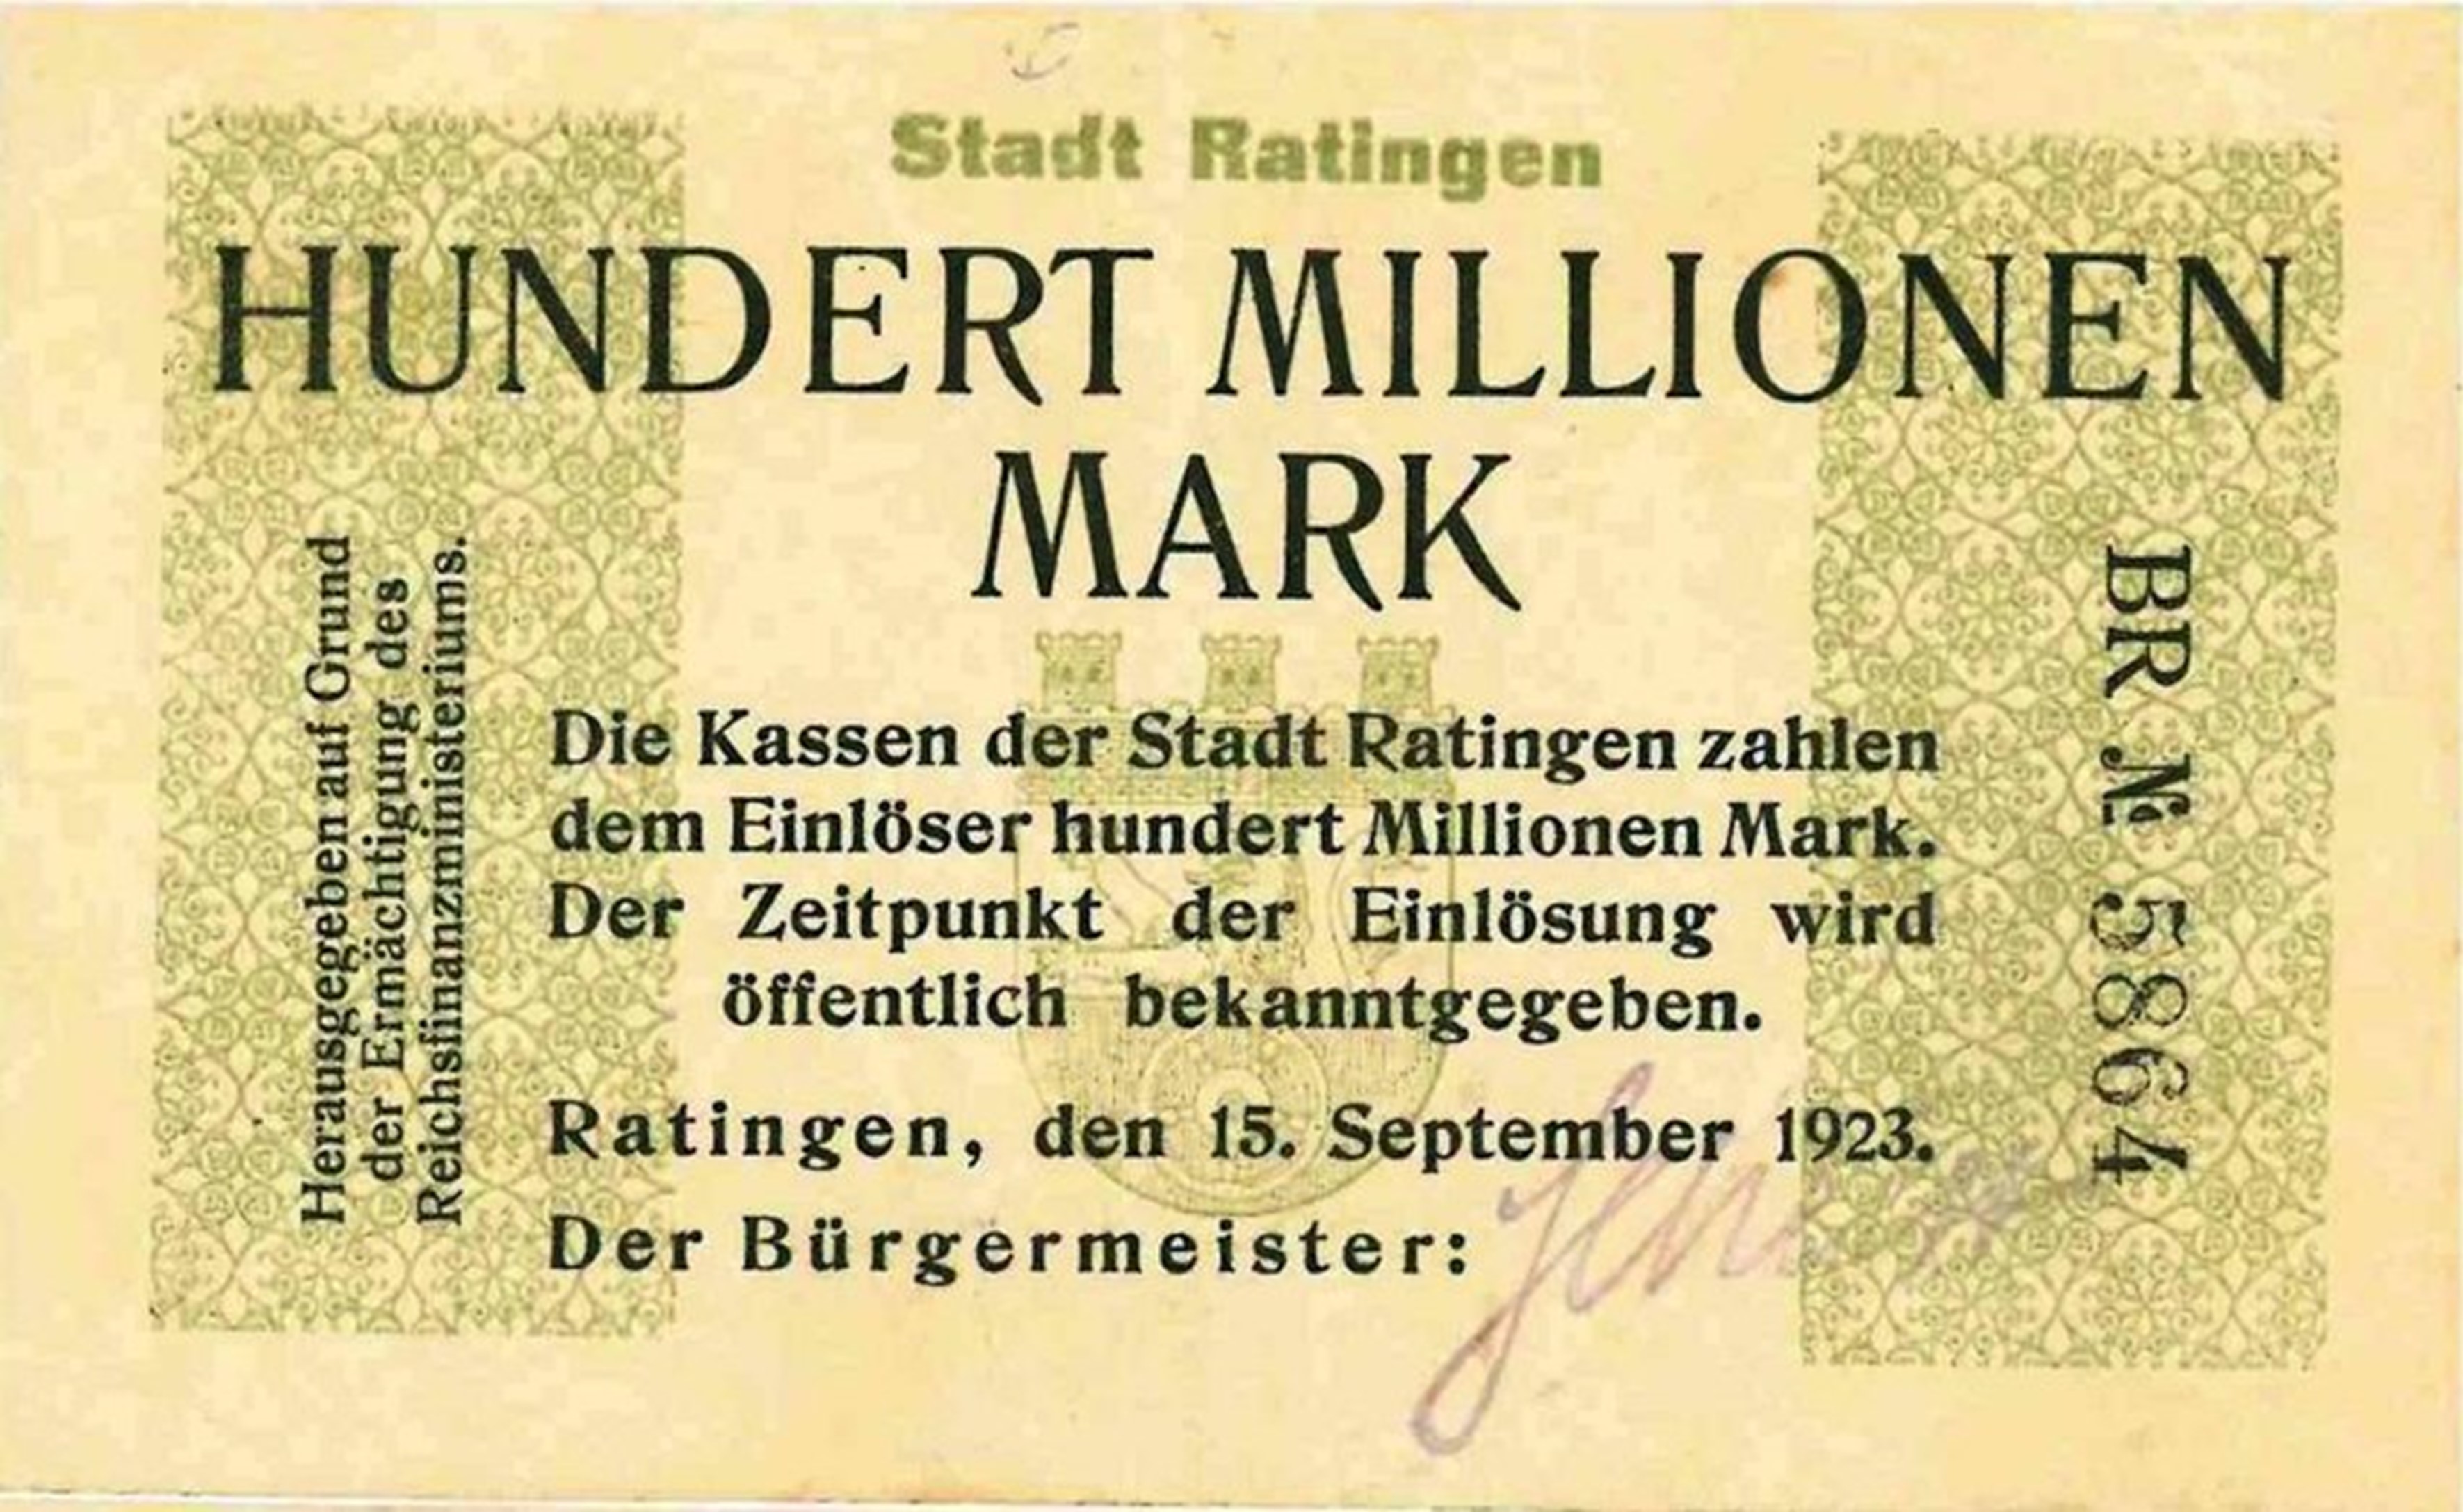 Stadt Ratingen
HUNDERT MILLIONEN
MARK
Herausgegeben auf Grund
der Ermächtigung des
Reichsfinanzministeriums.
Die Kassen der Stadt Ratingen zahlen
dem Einlöser hundert Millionen Mark.
Der Zeitpunkt der Einlösung wird
öffentlich bekanntgegeben.
Ratingen, den 15. September 1923.
Der Bürgermeister:
BR № 58964